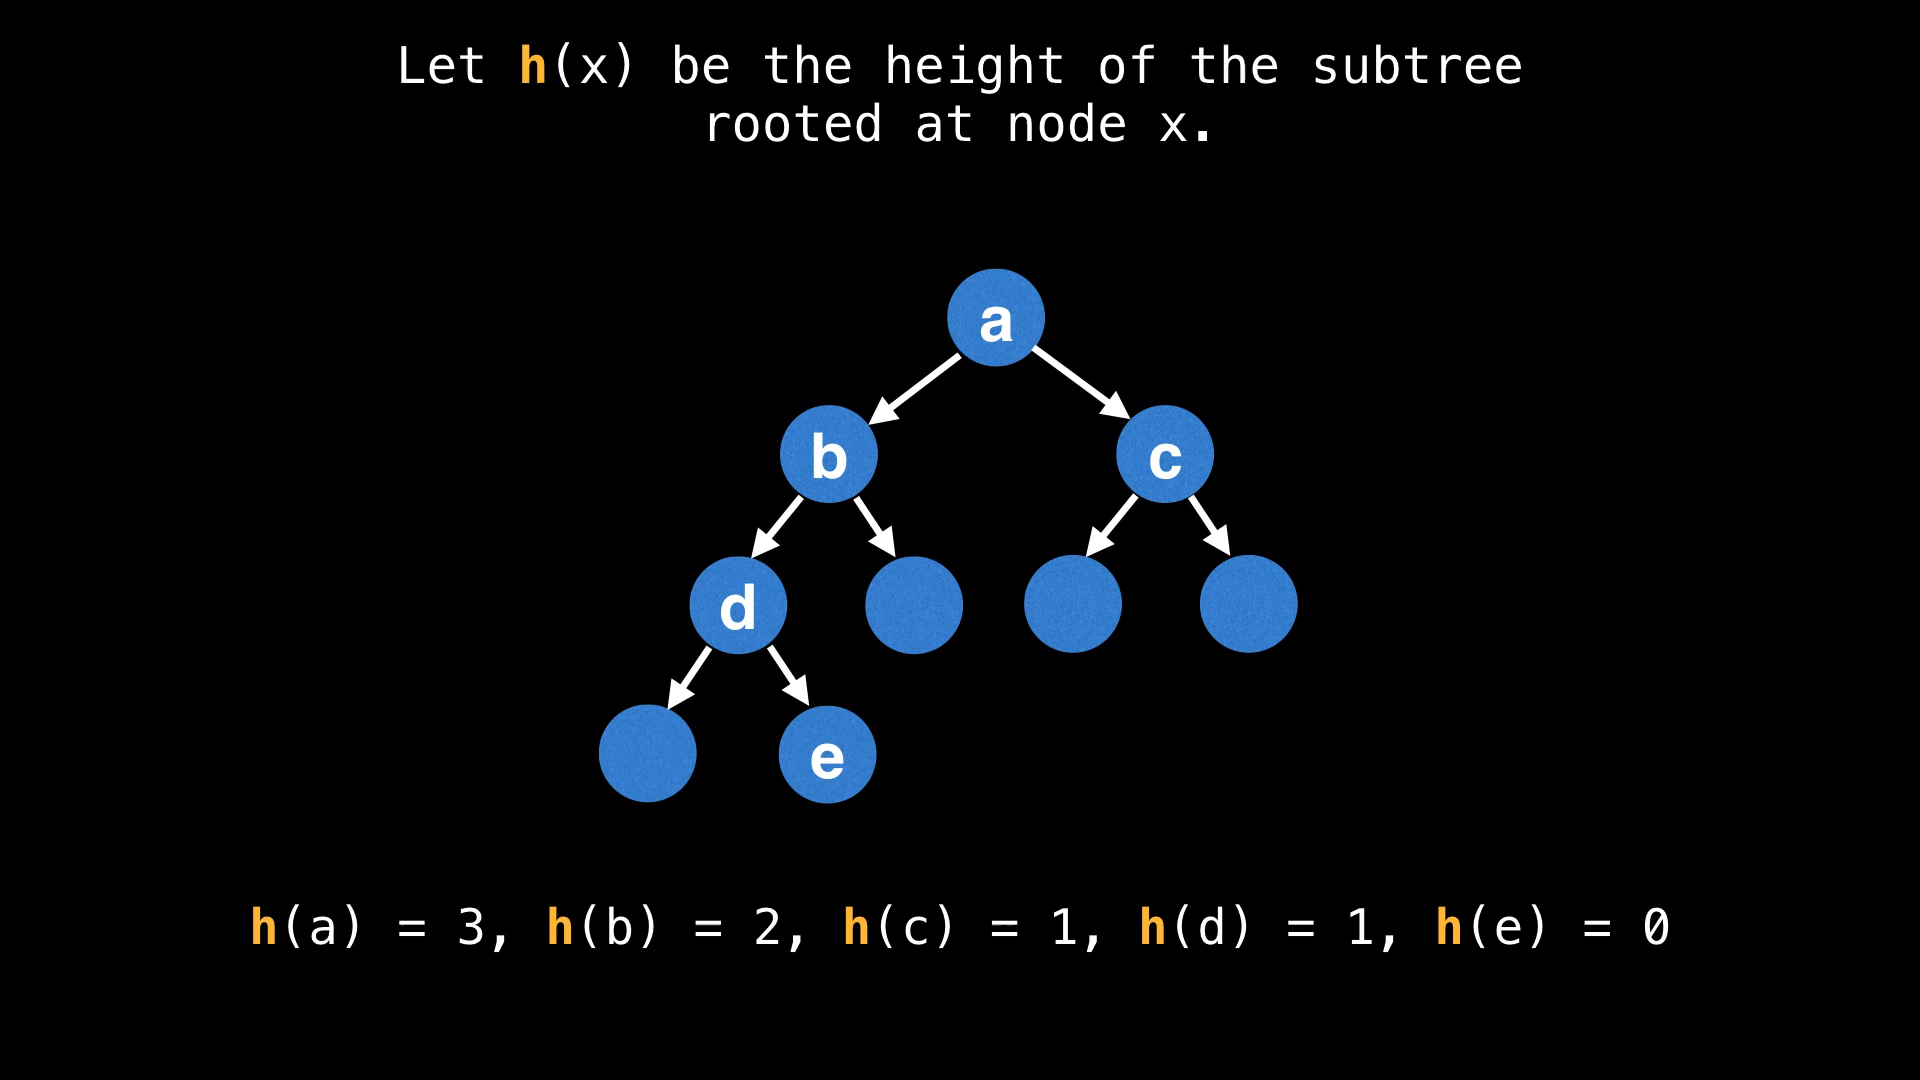 Let h(x) be the height of the subtree
rooted at node x.
a
b
c
d
e
h(a) = 3, h(b) = 2, h(c) = 1, h(d) = 1, h(e) = 0